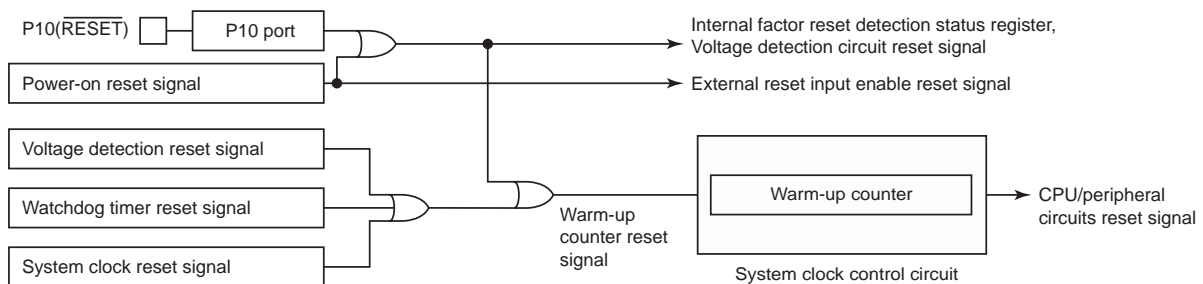 P10(RESET)
P10 port
Internal factor reset detection status register,
Voltage detection circuit reset signal
Power-on reset signal
External reset input enable reset signal
Voltage detection reset signal
Watchdog timer reset signal
System clock reset signal
Warm-up
counter reset
signal
Warm-up counter
System clock control circuit
CPU/peripheral
circuits reset signal